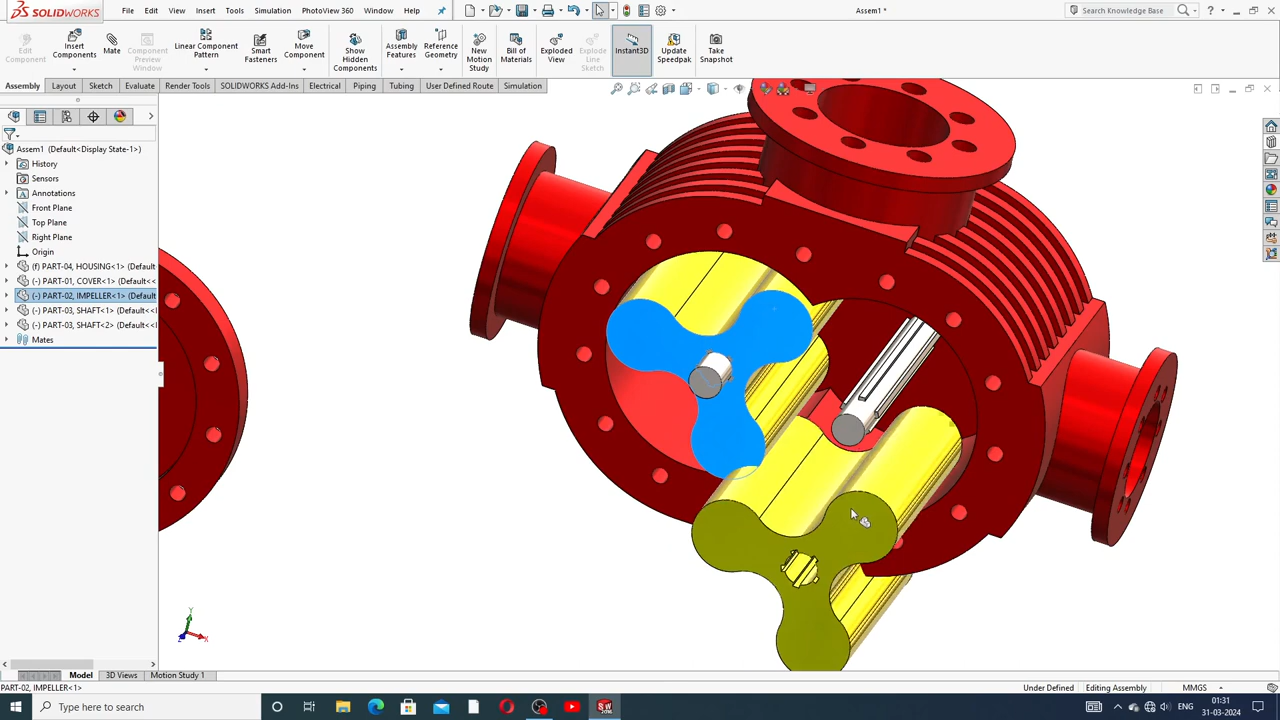 SOLIDWORKS
File Edit View Insert Tools Simulation PhotoView 360 Window Help
Assem1 *
Search Knowledge Base
Edit Component
Insert Components
Mate
Component Preview Window
Linear Component Pattern
Smart Fasteners
Move Component
Show Hidden Components
Assembly Features
Reference Geometry
New Motion Study
Bill of Materials
Exploded View
Explode Line Sketch
Instant3D
Update Speedpak
Take Snapshot
Assembly Layout Sketch Evaluate Render Tools SOLIDWORKS Add-Ins Electrical Piping Tubing User Defined Route Simulation
Assem1 (Default<Display State-1>)
History
Sensors
Annotations
Front Plane
Top Plane
Right Plane
Origin
(f) PART-04, HOUSING<1> (Default
(-) PART-01, COVER<1> (Default<<
(-) PART-02, IMPELLER<1> (Default
(-) PART-03, SHAFT<1> (Default<<
(-) PART-03, SHAFT<2> (Default<<
Mates
Y
X
Z
Model 3D Views Motion Study 1
PART-02, IMPELLER<1>
Under Defined Editing Assembly MMGS
Type here to search
ENG
01:31
31-03-2024